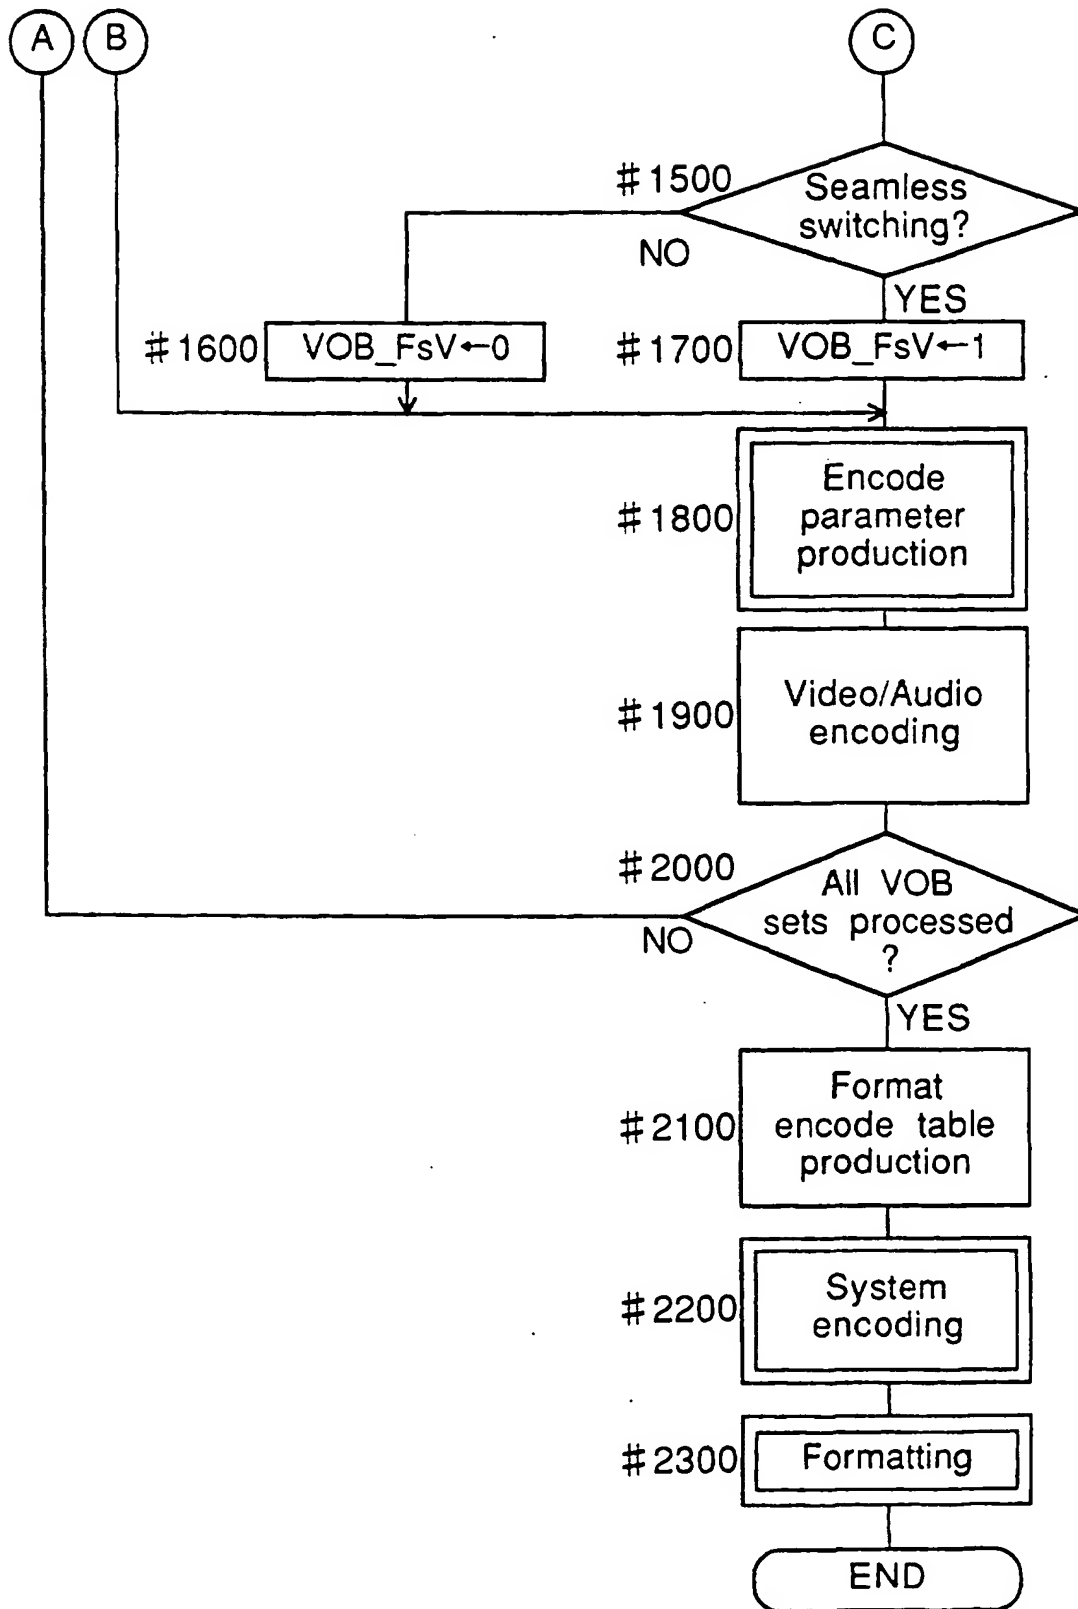 A B C
#1500
Seamless
switching?
NO
YES
#1600
VOB_FsV←0
#1700
VOB_FsV←1
#1800
Encode
parameter
production
#1900
Video/Audio
encoding
#2000
All VOB
sets processed
?
NO
YES
#2100
Format
encode table
production
#2200
System
encoding
#2300
Formatting
END